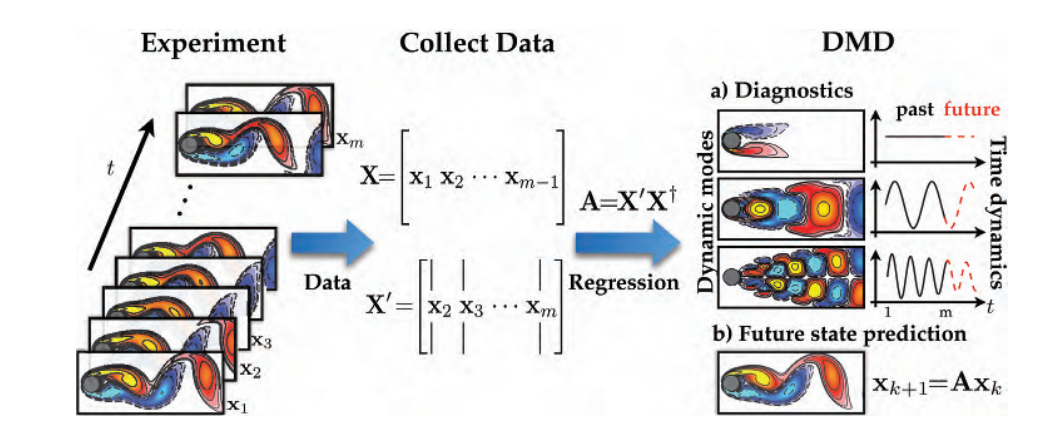 Experiment
Collect Data
DMD
t
x_m
x_3
x_2
x_1
Data
X=[x_1 x_2 ⋯ x_{m-1}]
X′=[x_2 x_3 ⋯ x_m]
A=X′X†
Regression
a) Diagnostics
past future
Dynamic modes
Time dynamics
1 m t
b) Future state prediction
x_{k+1}=Ax_k